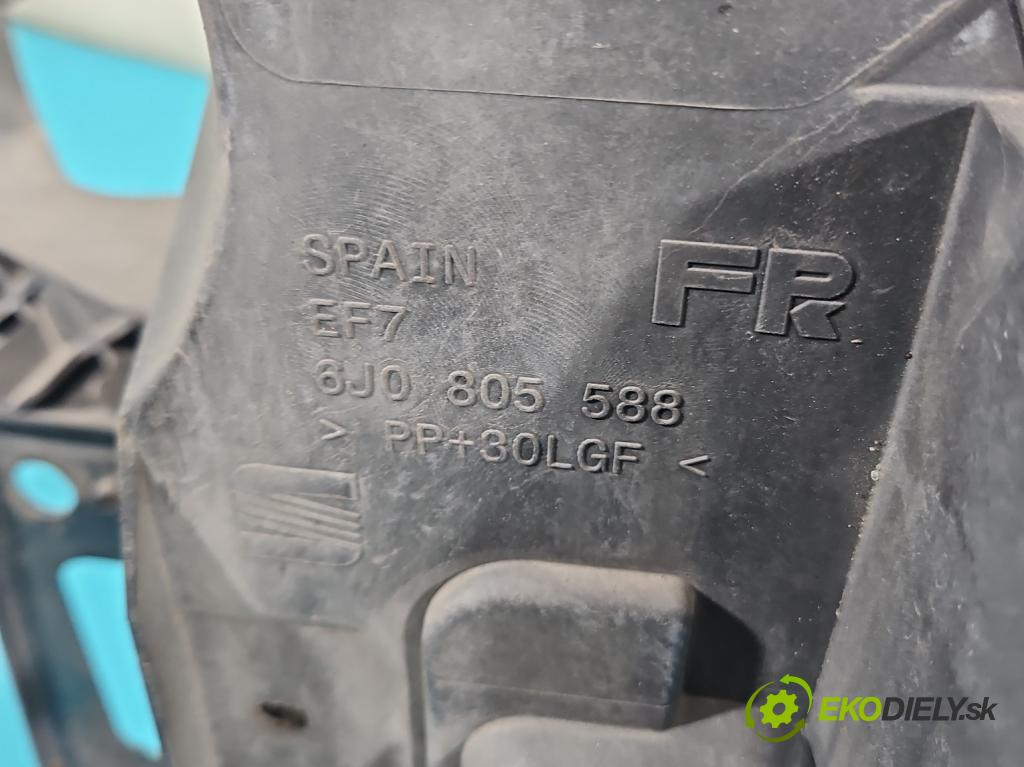 SPAIN
FR
EF7
6J0 805 588
> PP+30LGF <
EKODIELY.sk